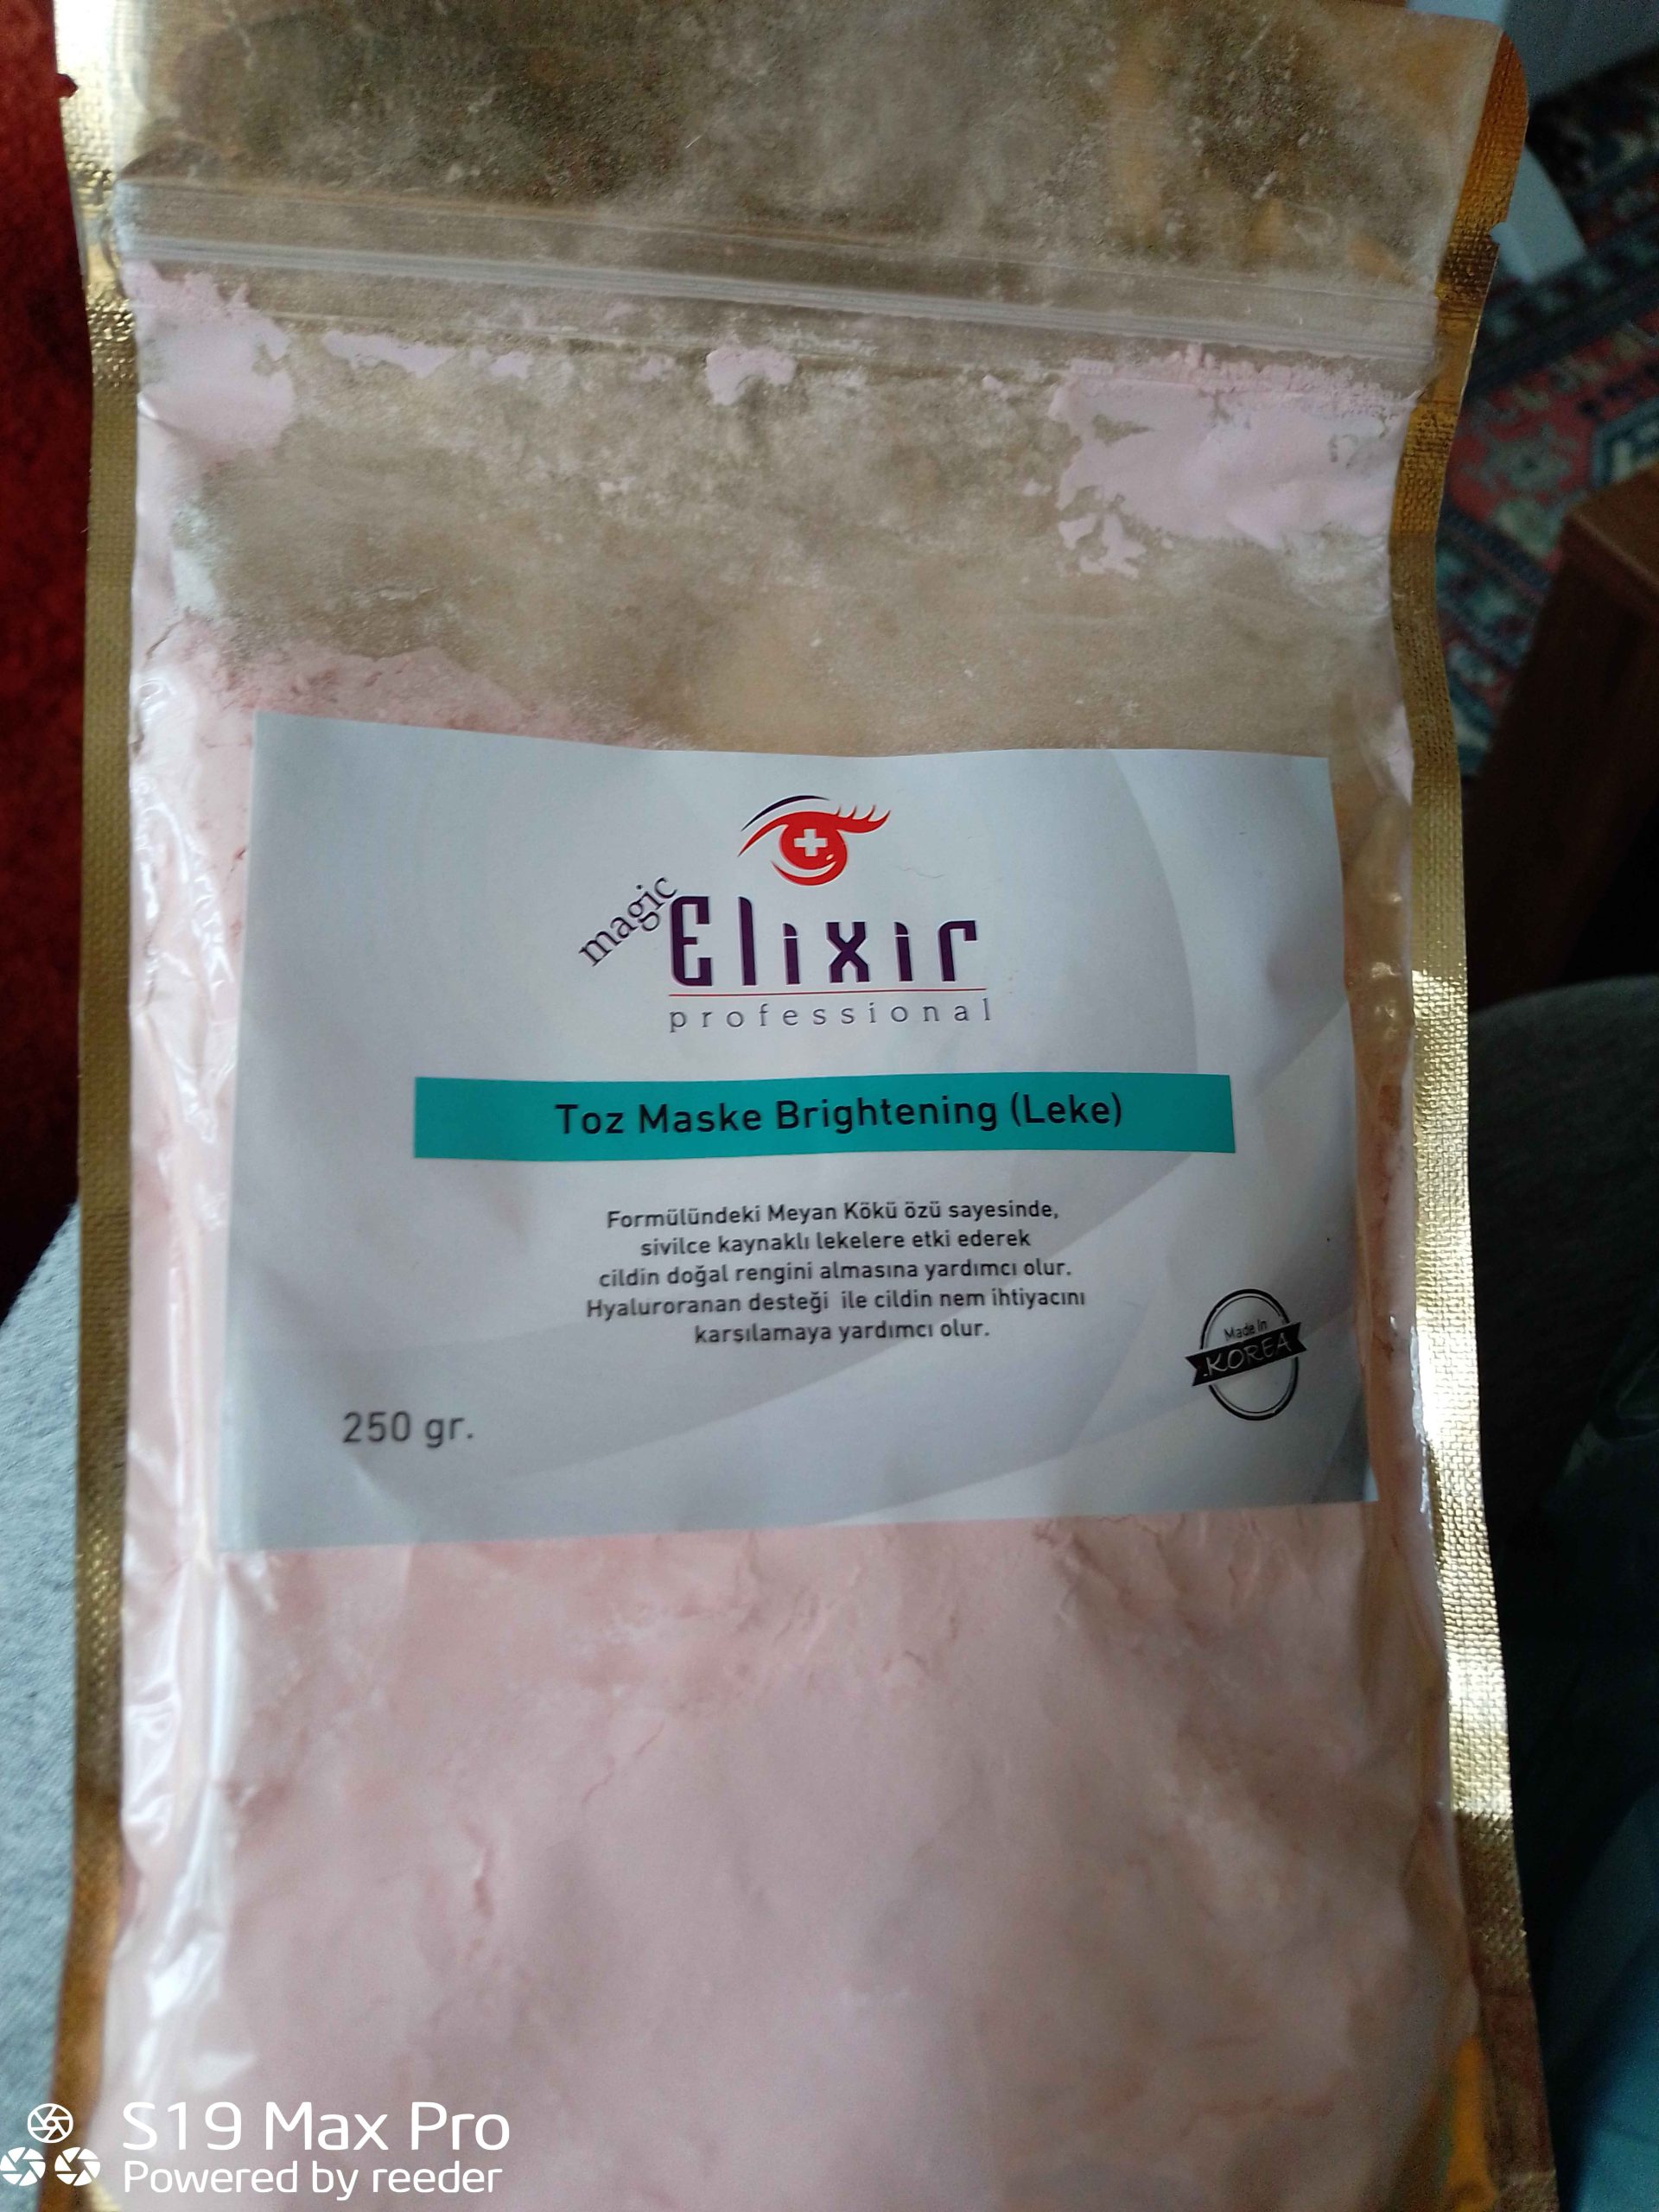 magic
Elixir
professional
Toz Maske Brightening (Leke)
Formülündeki Meyan Kökü özü sayesinde,
sivilce kaynaklı lekelere etki ederek
cildin doğal rengini almasına yardımcı olur.
Hyaluroranan desteği ile cildin nem ihtiyacını
karsılamaya yardımcı olur.
Made In
KOREA
250 gr.
S19 Max Pro
Powered by reeder